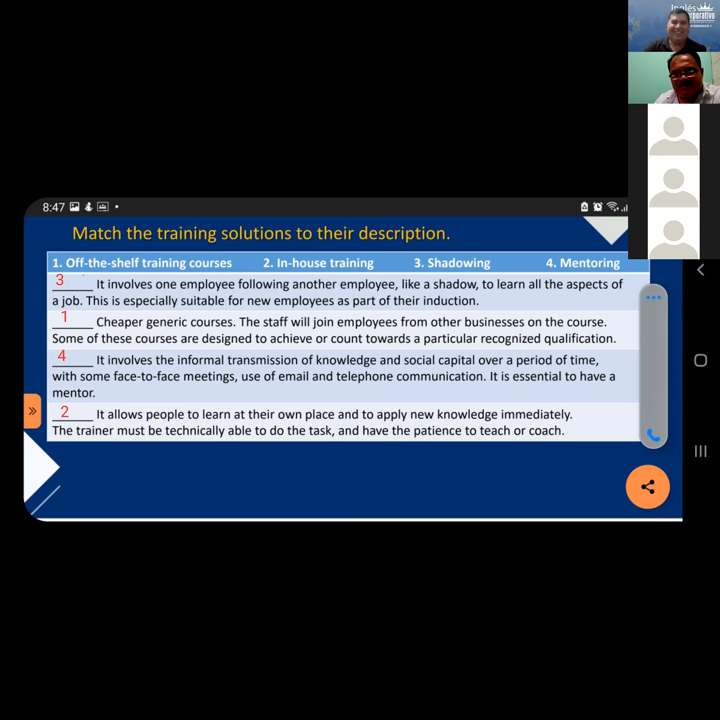 Inglés
corporativo
8:47
Match the training solutions to their description.
1. Off-the-shelf training courses 2. In-house training 3. Shadowing 4. Mentoring
3 It involves one employee following another employee, like a shadow, to learn all the aspects of
a job. This is especially suitable for new employees as part of their induction.
1 Cheaper generic courses. The staff will join employees from other businesses on the course.
Some of these courses are designed to achieve or count towards a particular recognized qualification.
4 It involves the informal transmission of knowledge and social capital over a period of time,
with some face-to-face meetings, use of email and telephone communication. It is essential to have a
mentor.
2 It allows people to learn at their own place and to apply new knowledge immediately.
The trainer must be technically able to do the task, and have the patience to teach or coach.